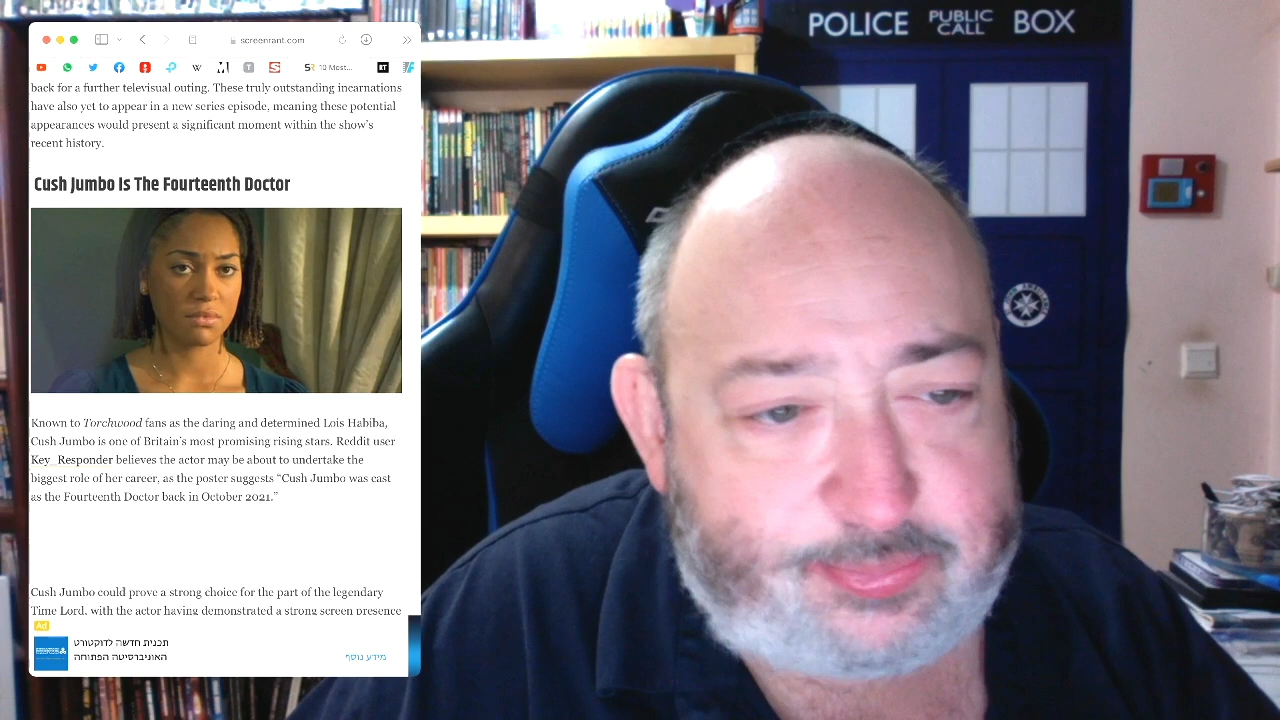 POLICE PUBLIC CALL BOX
screenrant.com
10 Most...
back for a further televisual outing. These truly outstanding incarnations
have also yet to appear in a new series episode, meaning these potential
appearances would present a significant moment within the show's
recent history.
Cush Jumbo Is The Fourteenth Doctor
Known to Torchwood fans as the daring and determined Lois Habiba,
Cush Jumbo is one of Britain's most promising rising stars. Reddit user
Key_Responder believes the actor may be about to undertake the
biggest role of her career, as the poster suggests “Cush Jumbo was cast
as the Fourteenth Doctor back in October 2021.”
Cush Jumbo could prove a strong choice for the part of the legendary
Time Lord, with the actor having demonstrated a strong screen presence
Ad
תכנית חדשה לדוקטורט
האוניברסיטה הפתוחה
מידע נוסף
ST JOHN AMBULANCE